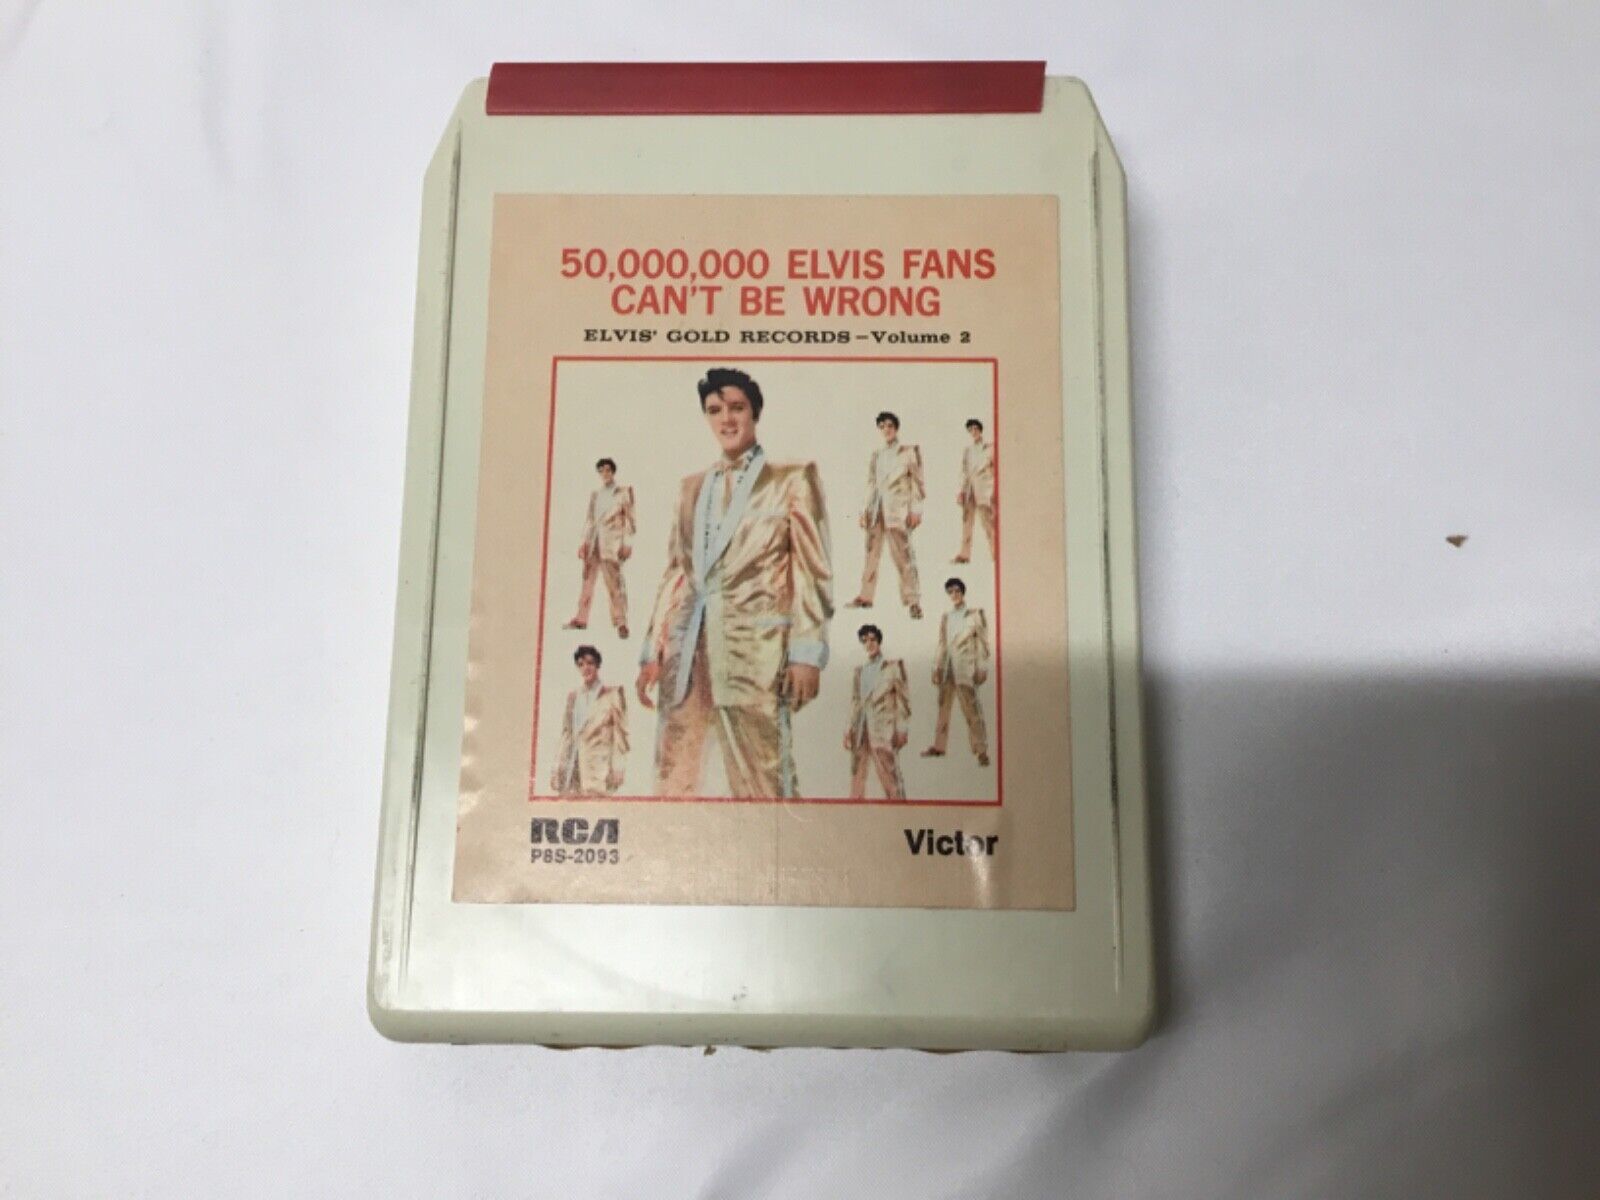 50,000,000 ELVIS FANS
CAN'T BE WRONG
ELVIS' GOLD RECORDS—Volume 2
RCA
Victor
P8S-2093